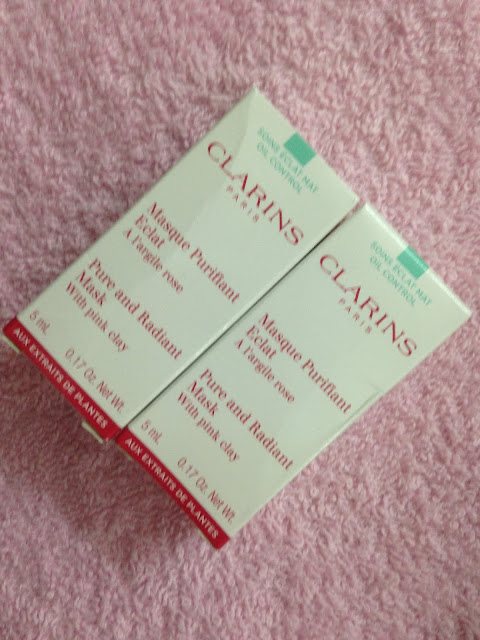 SOINS ECLAT MAT
OIL CONTROL
CLARINS
PARIS
Masque Purifiant
Eclat
A l'argile rose
Pure and Radiant
Mask
With pink clay
5 mL 0.17 Oz. Net Wt.
AUX EXTRAITS DE PLANTES
SOINS ECLAT MAT
OIL CONTROL
CLARINS
PARIS
Masque Purifiant
Eclat
A l'argile rose
Pure and Radiant
Mask
With pink clay
5 mL 0.17 Oz. Net Wt.
AUX EXTRAITS DE PLANTES